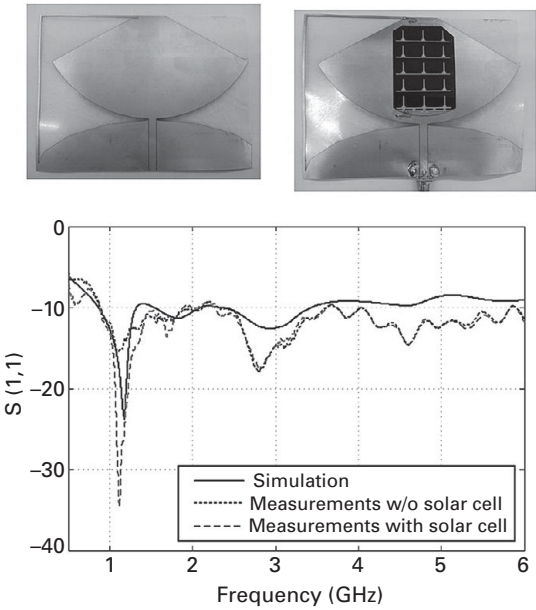 0
−10
−20
−30
−40
S (1,1)
Simulation
Measurements w/o solar cell
Measurements with solar cell
1 2 3 4 5 6
Frequency (GHz)